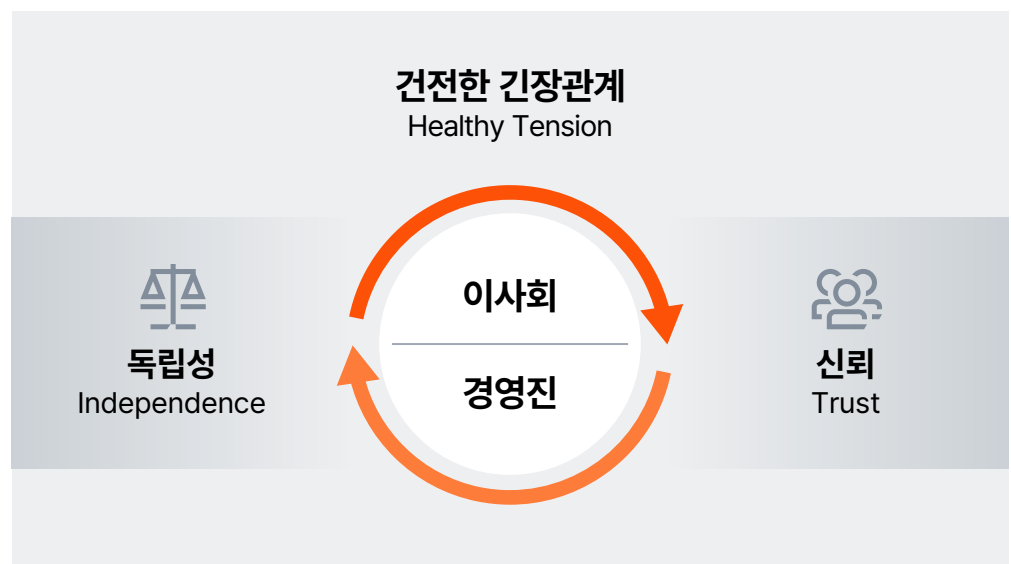 건전한 긴장관계
Healthy Tension
이사회
경영진
독립성
Independence
신뢰
Trust